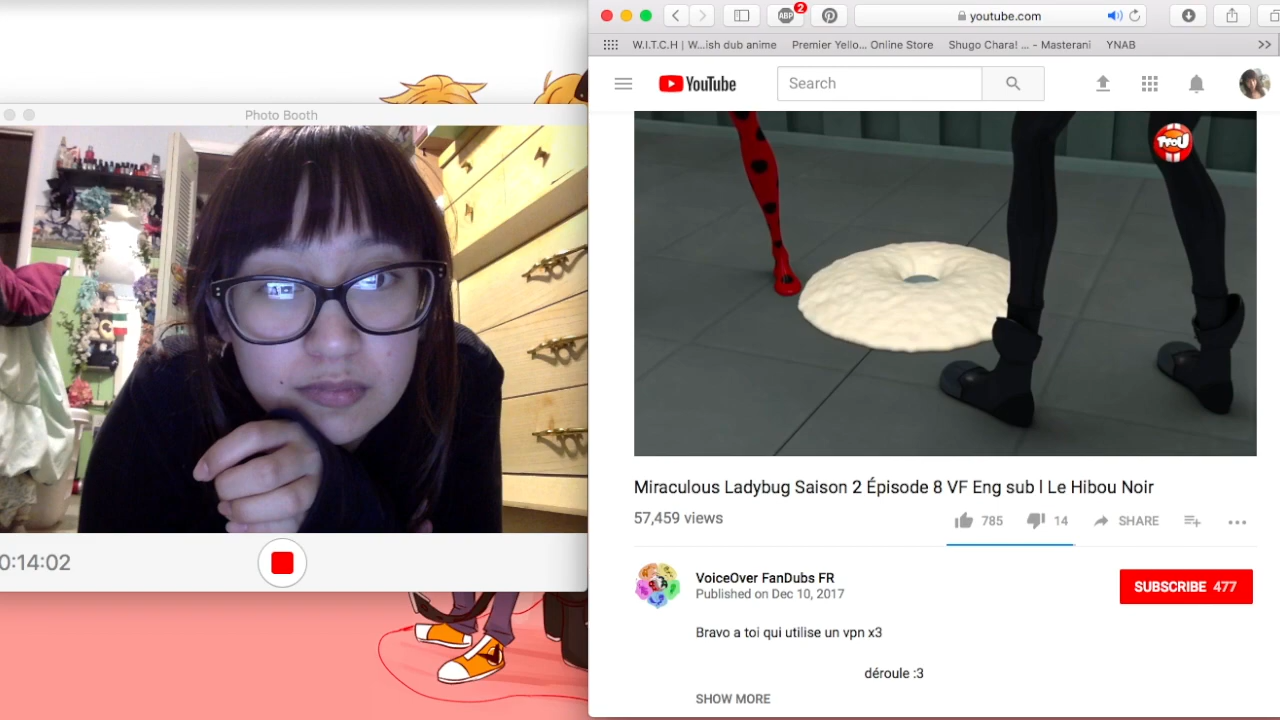 ABP
2
youtube.com
W.I.T.C.H | W...ish dub anime
Premier Yello... Online Store
Shugo Chara! ... - Masterani
YNAB
>>
YouTube
Search
Photo Booth
TFOU
Miraculous Ladybug Saison 2 Épisode 8 VF Eng sub l Le Hibou Noir
57,459 views
785
14
SHARE
0:14:02
VoiceOver FanDubs FR
Published on Dec 10, 2017
SUBSCRIBE 477
Bravo a toi qui utilise un vpn x3
déroule :3
SHOW MORE